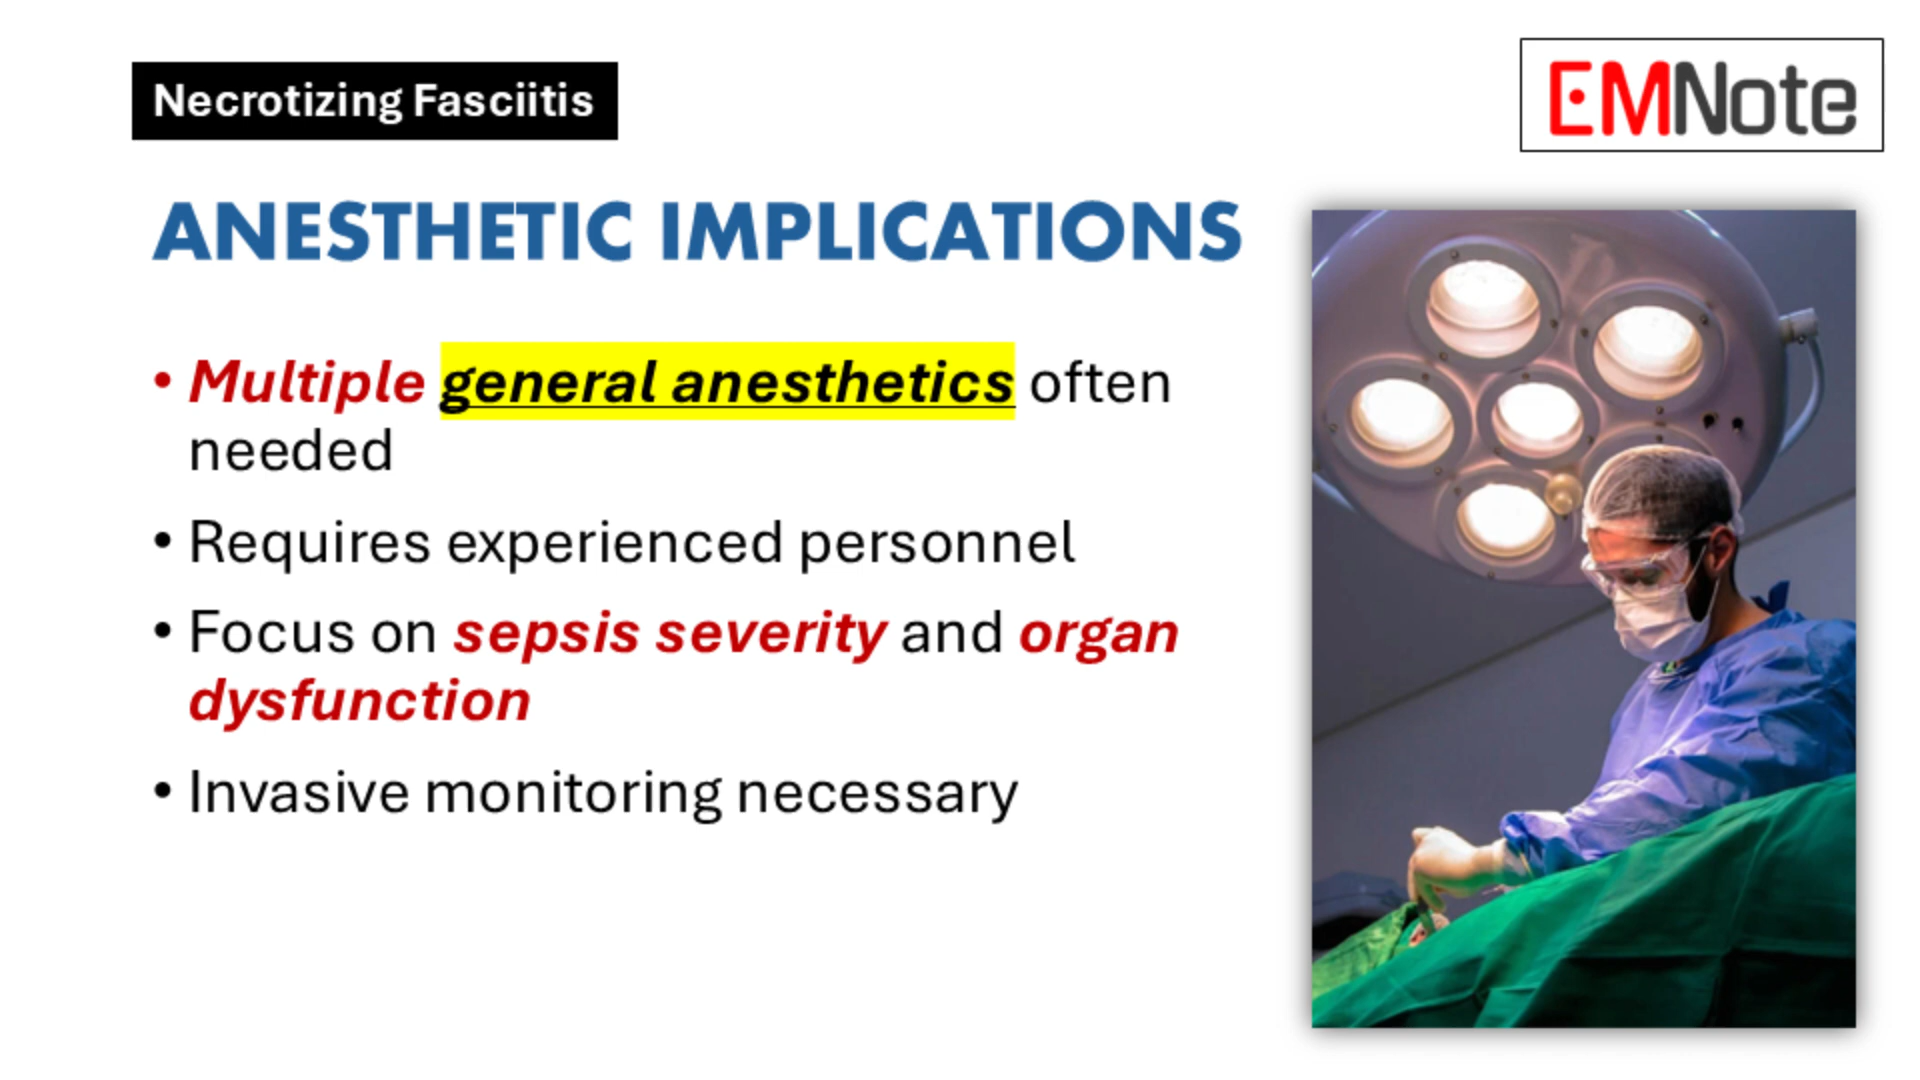 Necrotizing Fasciitis
EMNote
ANESTHETIC IMPLICATIONS
• Multiple general anesthetics often
needed
• Requires experienced personnel
• Focus on sepsis severity and organ
dysfunction
• Invasive monitoring necessary